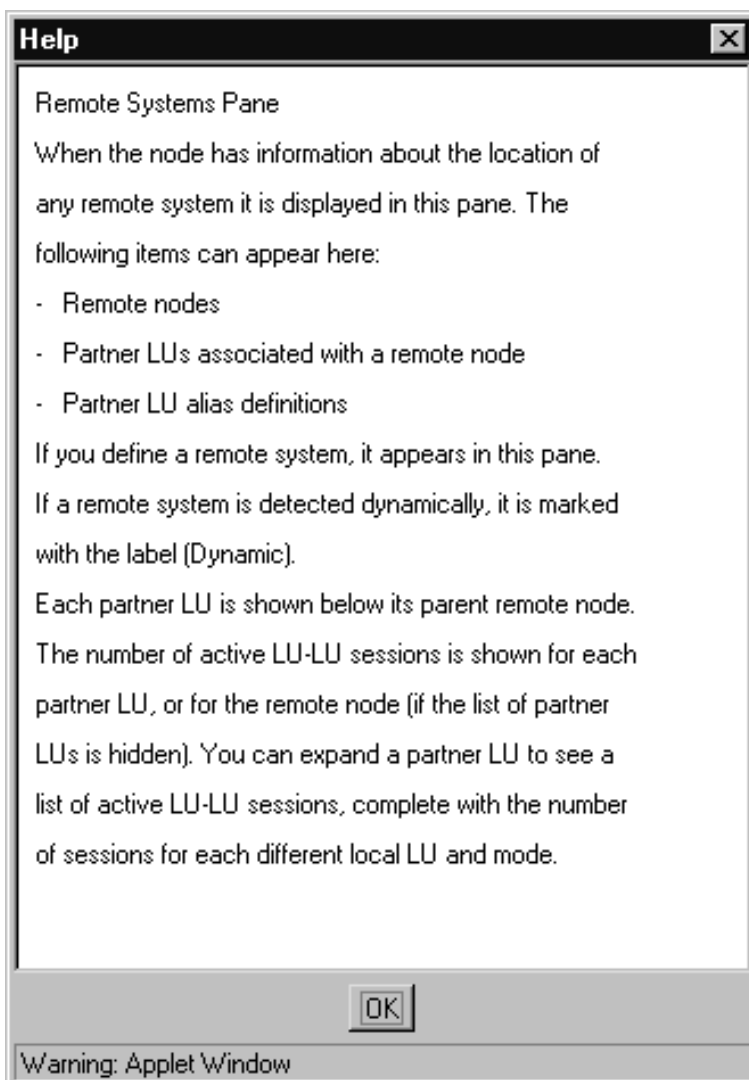 Help
Remote Systems Pane
When the node has information about the location of
any remote system it is displayed in this pane. The
following items can appear here:
- Remote nodes
- Partner LUs associated with a remote node
- Partner LU alias definitions
If you define a remote system, it appears in this pane.
If a remote system is detected dynamically, it is marked
with the label (Dynamic).
Each partner LU is shown below its parent remote node.
The number of active LU-LU sessions is shown for each
partner LU, or for the remote node (if the list of partner
LUs is hidden). You can expand a partner LU to see a
list of active LU-LU sessions, complete with the number
of sessions for each different local LU and mode.
OK
Warning: Applet Window